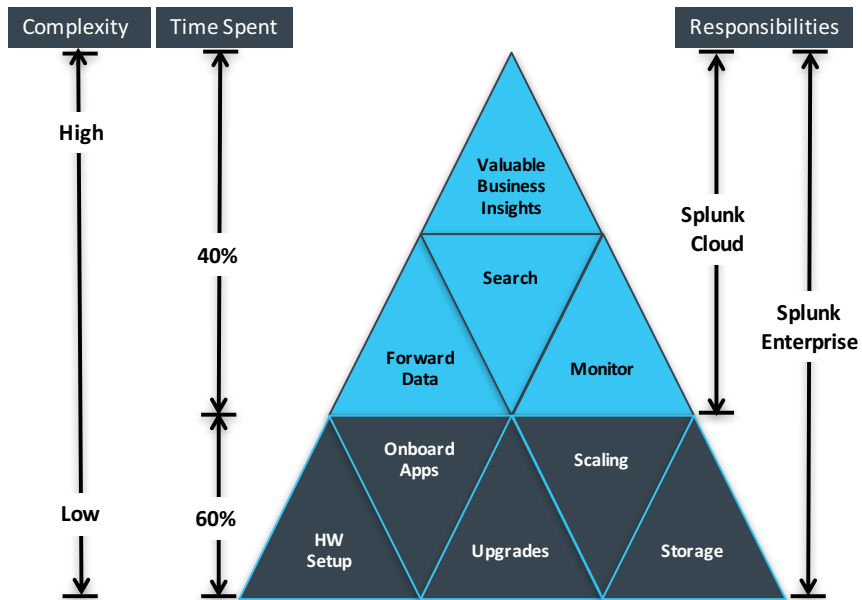 Complexity
Time Spent
Responsibilities
High
Valuable
Business
Insights
Splunk
Cloud
40%
Search
Splunk
Enterprise
Forward
Data
Monitor
Onboard
Apps
Scaling
Low
60%
HW
Setup
Upgrades
Storage